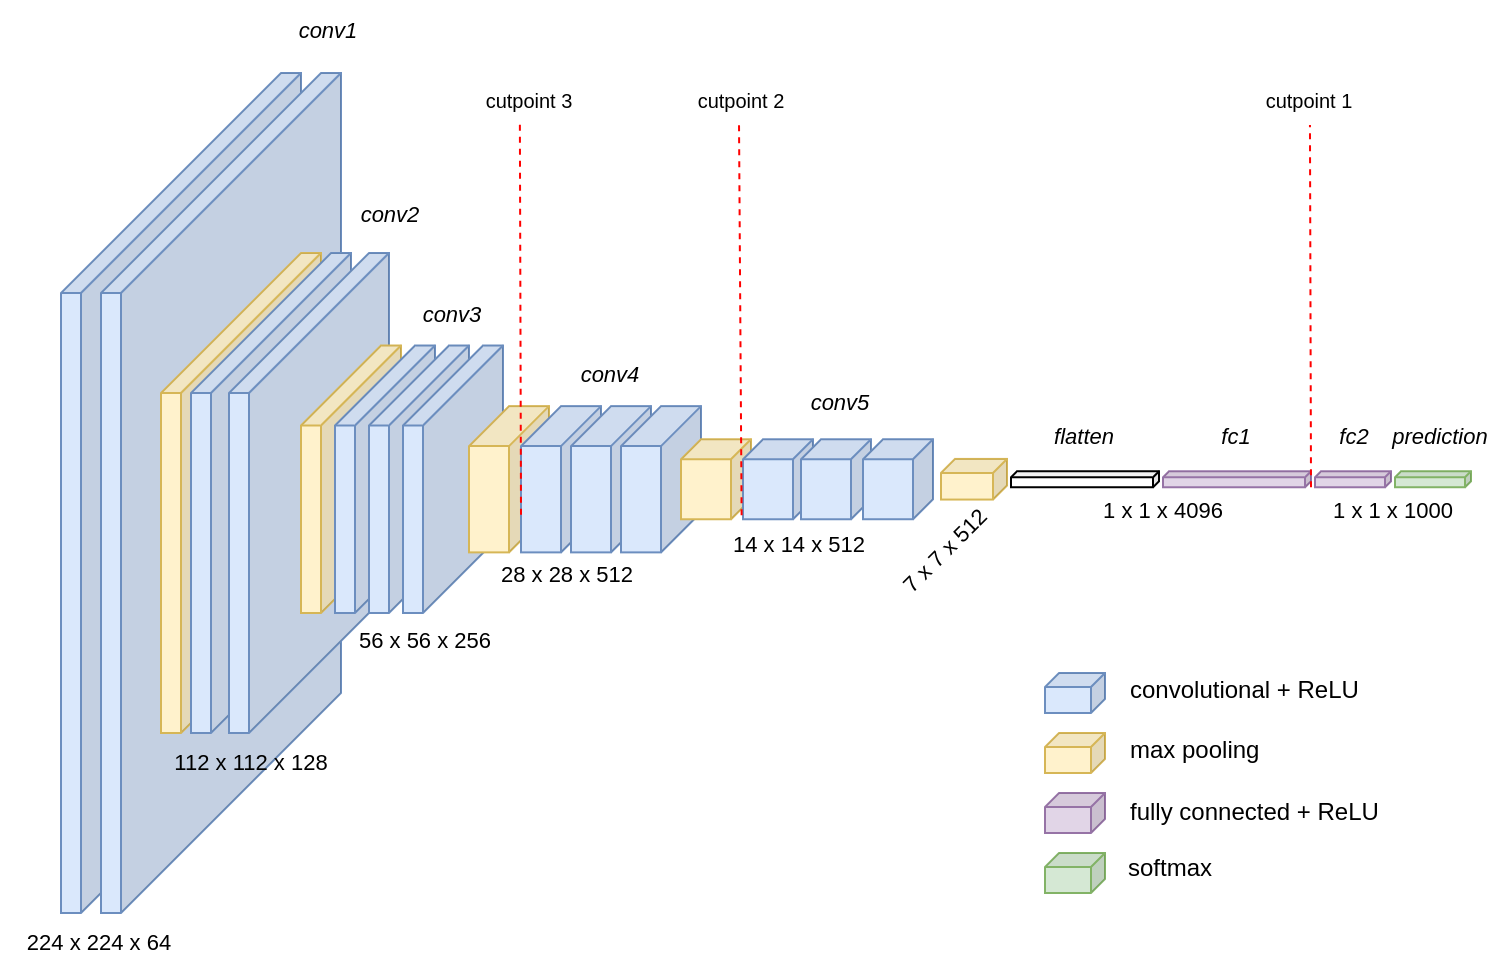 conv1
cutpoint 3
cutpoint 2
cutpoint 1
conv2
conv3
conv4
conv5
flatten
fc1
fc2
prediction
1 x 1 x 4096
1 x 1 x 1000
14 x 14 x 512
7 x 7 x 512
28 x 28 x 512
56 x 56 x 256
112 x 112 x 128
224 x 224 x 64
convolutional + ReLU
max pooling
fully connected + ReLU
softmax